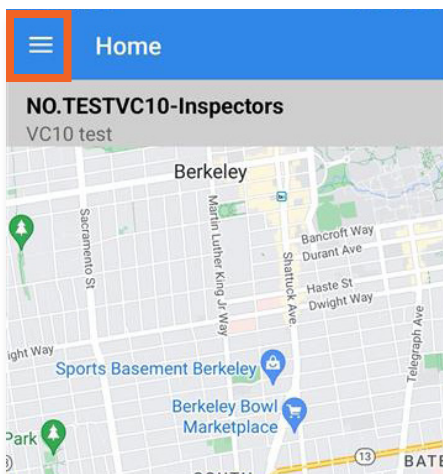 Home
NO.TESTVC10-Inspectors
VC10 test
Berkeley
Sacramento St
Martin Luther King Jr Way
Shattuck Ave
Bancroft Way
Durant Ave
Haste St
Dwight Way
Telegraph Ave
ight Way
Sports Basement Berkeley
Berkeley Bowl
Marketplace
Park
13
BATE